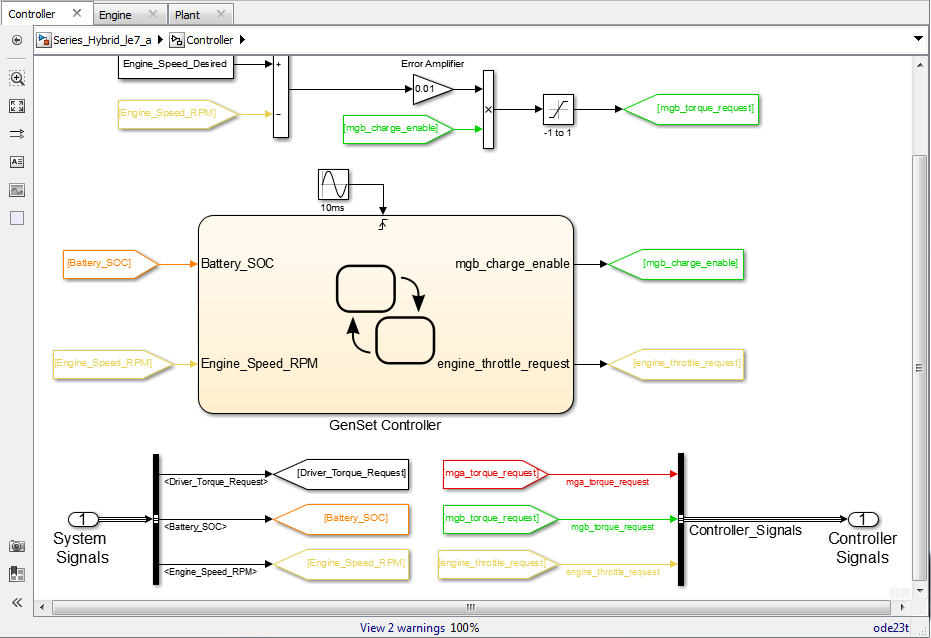 Controller
Engine
Plant
Series_Hybrid_le7_a
Controller
Engine_Speed_Desired
+
Error Amplifier
[Engine_Speed_RPM]
-
0.01
[mgb_charge_enable]
×
-1 to 1
[mgb_torque_request]
10ms
[Battery_SOC]
Battery_SOC
mgb_charge_enable
[mgb_charge_enable]
[Engine_Speed_RPM]
Engine_Speed_RPM
engine_throttle_request
[engine_throttle_request]
GenSet Controller
1
System
Signals
<Driver_Torque_Request>
[Driver_Torque_Request]
<Battery_SOC>
[Battery_SOC]
<Engine_Speed_RPM>
[Engine_Speed_RPM]
[mga_torque_request]
mga_torque_request
[mgb_torque_request]
mgb_torque_request
[engine_throttle_request]
engine_throttle_request
Controller_Signals
1
Controller
Signals
View 2 warnings 100%
ode23t